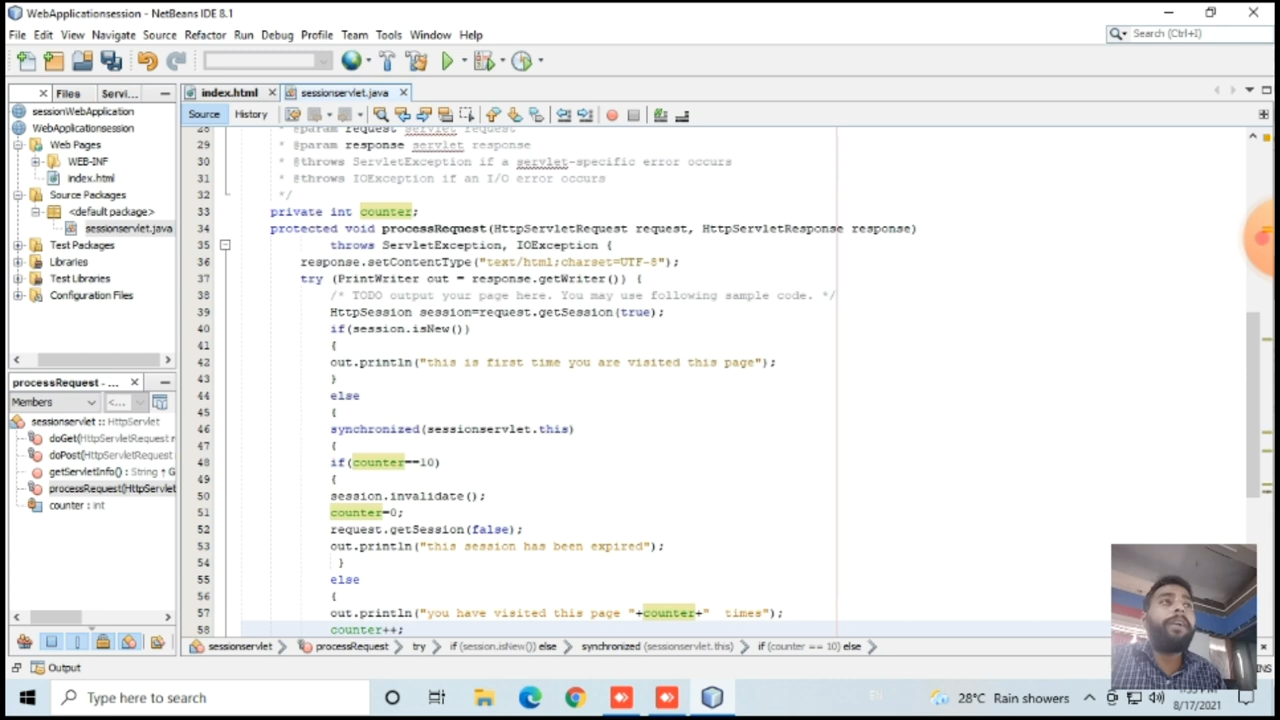 WebApplicationsession - NetBeans IDE 8.1
File Edit View Navigate Source Refactor Run Debug Profile Team Tools Window Help
Search (Ctrl+I)
Files Servi...
index.html
sessionservlet.java
Source History
sessionWebApplication
WebApplicationsession
Web Pages
WEB-INF
index.html
Source Packages
<default package>
sessionservlet.java
Test Packages
Libraries
Test Libraries
Configuration Files
processRequest - ...
Members <...
sessionservlet :: HttpServlet
doGet(HttpServletRequest r
doPost(HttpServletRequest
getServletInfo() : String ↑ G
processRequest(HttpServlet
counter : int
28 * @param request servlet request
29 * @param response servlet response
30 * @throws ServletException if a servlet-specific error occurs
31 * @throws IOException if an I/O error occurs
32 */
33 private int counter;
34 protected void processRequest(HttpServletRequest request, HttpServletResponse response)
35 throws ServletException, IOException {
36 response.setContentType("text/html;charset=UTF-8");
37 try (PrintWriter out = response.getWriter()) {
38 /* TODO output your page here. You may use following sample code. */
39 HttpSession session=request.getSession(true);
40 if(session.isNew())
41 {
42 out.println("this is first time you are visited this page");
43 }
44 else
45 {
46 synchronized(sessionservlet.this)
47 {
48 if(counter==10)
49 {
50 session.invalidate();
51 counter=0;
52 request.getSession(false);
53 out.println("this session has been expired");
54 }
55 else
56 {
57 out.println("you have visited this page "+counter+" times");
58 counter++;
sessionservlet processRequest try if (session.isNew()) else synchronized (sessionservlet.this) if (counter == 10) else
Output
INS
Type here to search
28°C Rain showers
8/17/2021